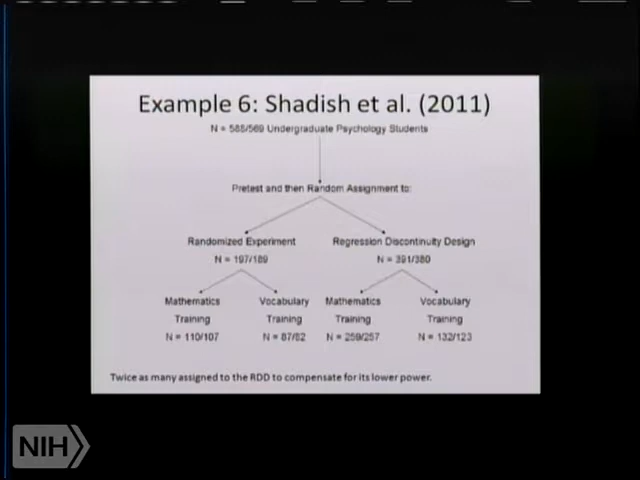 Example 6: Shadish et al. (2011)
N = 588/569 Undergraduate Psychology Students
Pretest and then Random Assignment to:
Randomized Experiment
Regression Discontinuity Design
N = 197/189
N = 391/380
Mathematics Training
Vocabulary Training
Mathematics Training
Vocabulary Training
N = 110/107
N = 87/82
N = 259/257
N = 132/123
Twice as many assigned to the RDD to compensate for its lower power.
NIH